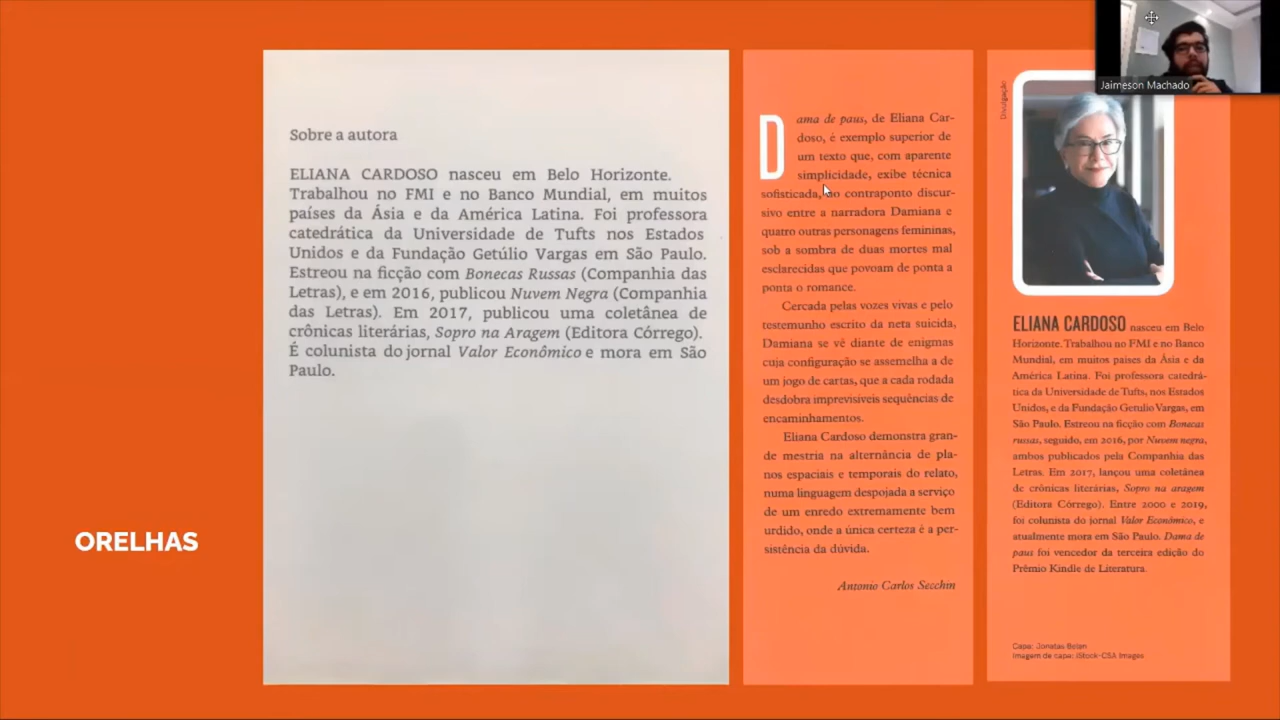 ORELHAS
Sobre a autora
ELIANA CARDOSO nasceu em Belo Horizonte.
Trabalhou no FMI e no Banco Mundial, em muitos
países da Ásia e da América Latina. Foi professora
catedrática da Universidade de Tufts nos Estados
Unidos e da Fundação Getúlio Vargas em São Paulo.
Estreou na ficção com Bonecas Russas (Companhia das
Letras), e em 2016, publicou Nuvem Negra (Companhia
das Letras). Em 2017, publicou uma coletânea de
crônicas literárias, Sopro na Aragem (Editora Córrego).
É colunista do jornal Valor Econômico e mora em São
Paulo.
Dama de paus, de Eliana Car-
doso, é exemplo superior de
um texto que, com aparente
simplicidade, exibe técnica
sofisticada, ao contraponto discur-
sivo entre a narradora Damiana e
quatro outras personagens femininas,
sob a sombra de duas mortes mal
esclarecidas que povoam de ponta a
ponta o romance.
Cercada pelas vozes vivas e pelo
testemunho escrito da neta suicida,
Damiana se vê diante de enigmas
cuja configuração se assemelha a de
um jogo de cartas, que a cada rodada
desdobra imprevisíveis sequências de
encaminhamentos.
Eliana Cardoso demonstra gran-
de mestria na alternância de pla-
nos espaciais e temporais do relato,
numa linguagem despojada a serviço
de um enredo extremamente bem
urdido, onde a única certeza é a per-
sistência da dúvida.
Antonio Carlos Secchin
Divulgação
Jaimeson Machado
ELIANA CARDOSO nasceu em Belo
Horizonte. Trabalhou no FMI e no Banco
Mundial, em muitos países da Ásia e da
América Latina. Foi professora catedrá-
tica da Universidade de Tufts, nos Estados
Unidos, e da Fundação Getulio Vargas, em
São Paulo. Estreou na ficção com Bonecas
russas, seguido, em 2016, por Nuvem negra,
ambos publicados pela Companhia das
Letras. Em 2017, lançou uma coletânea
de crônicas literárias, Sopro na aragem
(Editora Córrego). Entre 2000 e 2019,
foi colunista do jornal Valor Econômico, e
atualmente mora em São Paulo. Dama de
paus foi vencedor da terceira edição do
Prêmio Kindle de Literatura.
Capa: Jonatas Belan
Imagem de capa: iStock-CSA Images